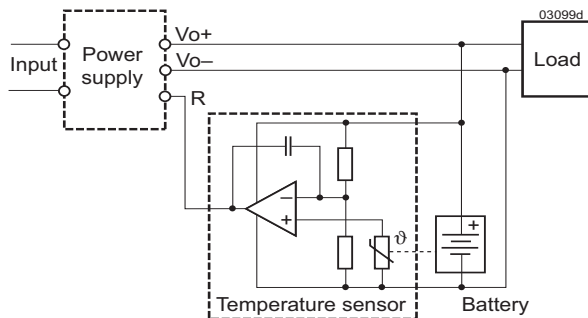 03099d
Input
Power
supply
Vo+
Vo–
R
Load
–
+
ϑ
+
Temperature sensor
Battery